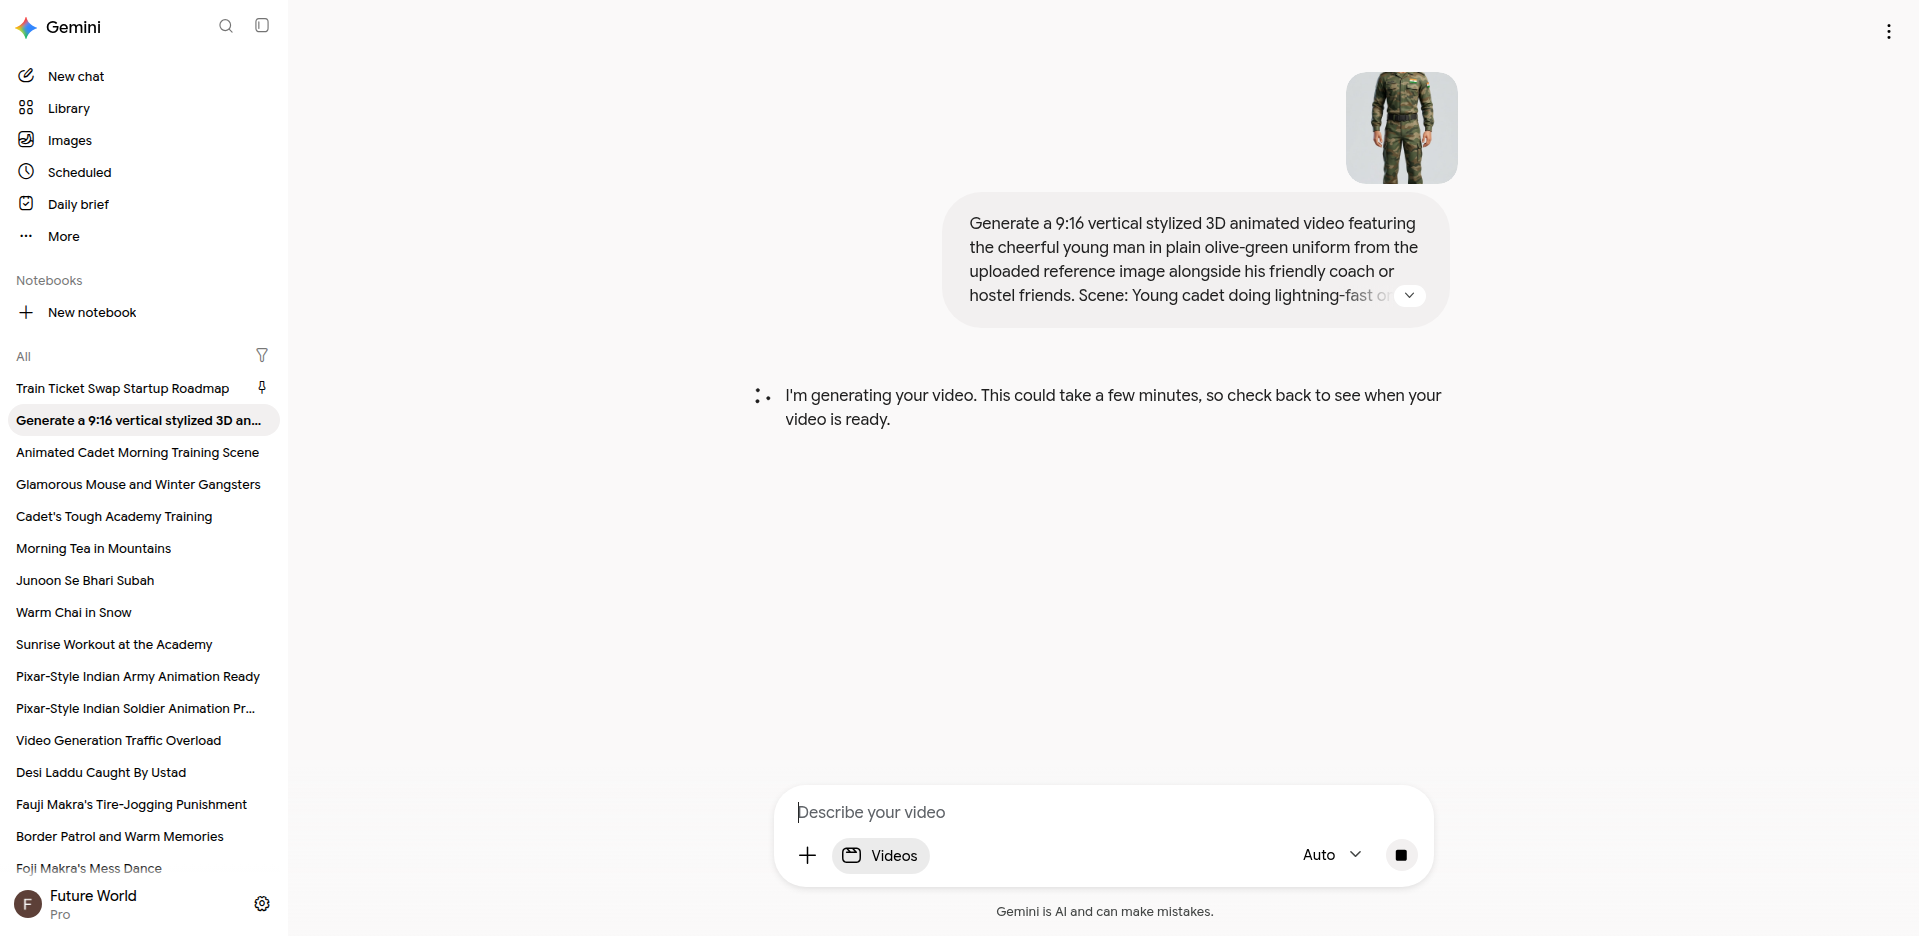 Gemini
New chat
Library
Images
Scheduled
Daily brief
More
Notebooks
New notebook
All
Train Ticket Swap Startup Roadmap
Generate a 9:16 vertical stylized 3D an...
Animated Cadet Morning Training Scene
Glamorous Mouse and Winter Gangsters
Cadet's Tough Academy Training
Morning Tea in Mountains
Junoon Se Bhari Subah
Warm Chai in Snow
Sunrise Workout at the Academy
Pixar-Style Indian Army Animation Ready
Pixar-Style Indian Soldier Animation Pr...
Video Generation Traffic Overload
Desi Laddu Caught By Ustad
Fauji Makra's Tire-Jogging Punishment
Border Patrol and Warm Memories
Foji Makra's Mess Dance
F
Future World
Pro
Generate a 9:16 vertical stylized 3D animated video featuring
the cheerful young man in plain olive-green uniform from the
uploaded reference image alongside his friendly coach or
hostel friends. Scene: Young cadet doing lightning-fast or
I'm generating your video. This could take a few minutes, so check back to see when your
video is ready.
Describe your video
Videos
Auto
Gemini is AI and can make mistakes.